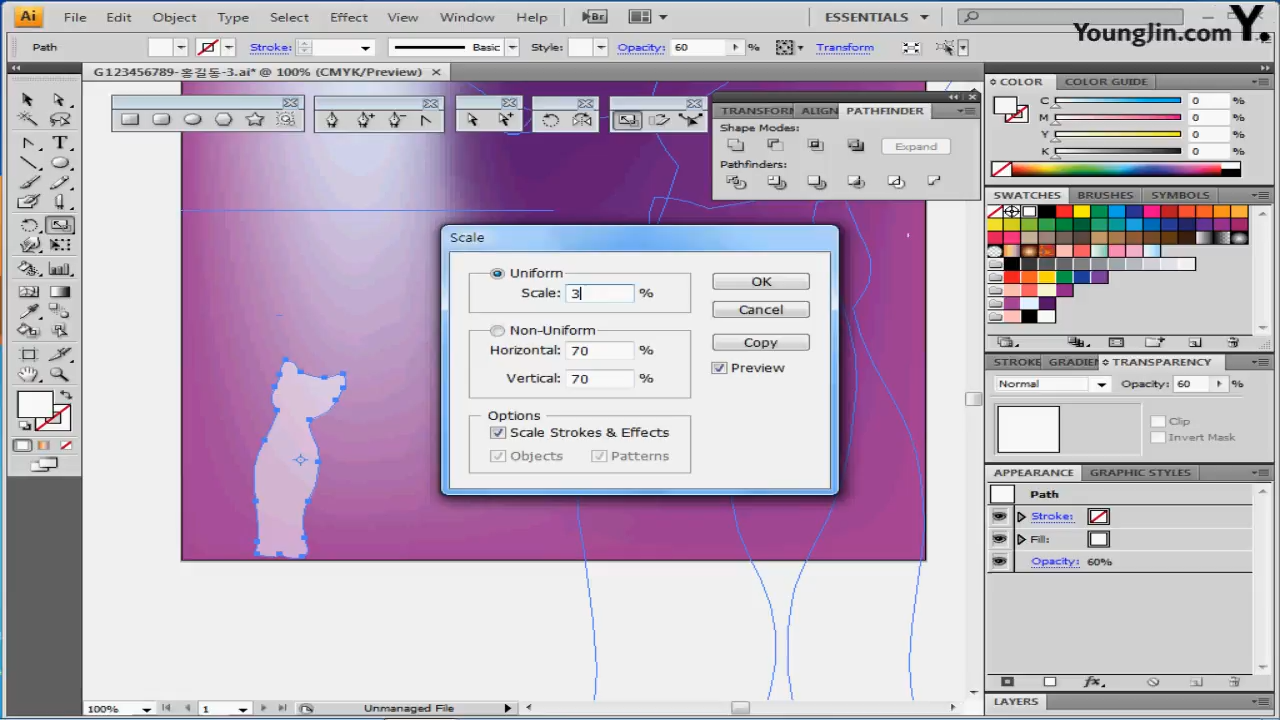 Ai File Edit Object Type Select Effect View Window Help Br ESSENTIALS
Y.
YoungJin.com
Path Stroke: Basic Style: Opacity: 60 % Transform
G123456789-홍길동-3.ai* @ 100% (CMYK/Preview)
TRANSFORM ALIGN PATHFINDER
Shape Modes:
Expand
Pathfinders:
COLOR COLOR GUIDE
C 0 %
M 0 %
Y 0 %
K 0 %
SWATCHES BRUSHES SYMBOLS
Scale
Uniform
Scale: 3 %
Non-Uniform
Horizontal: 70 %
Vertical: 70 %
Options
Scale Strokes & Effects
Objects Patterns
OK
Cancel
Copy
Preview
STROKE GRADIEN TRANSPARENCY
Normal Opacity: 60 %
Clip
Invert Mask
APPEARANCE GRAPHIC STYLES
Path
Stroke:
Fill:
Opacity: 60%
LAYERS
100% 1 Unmanaged File